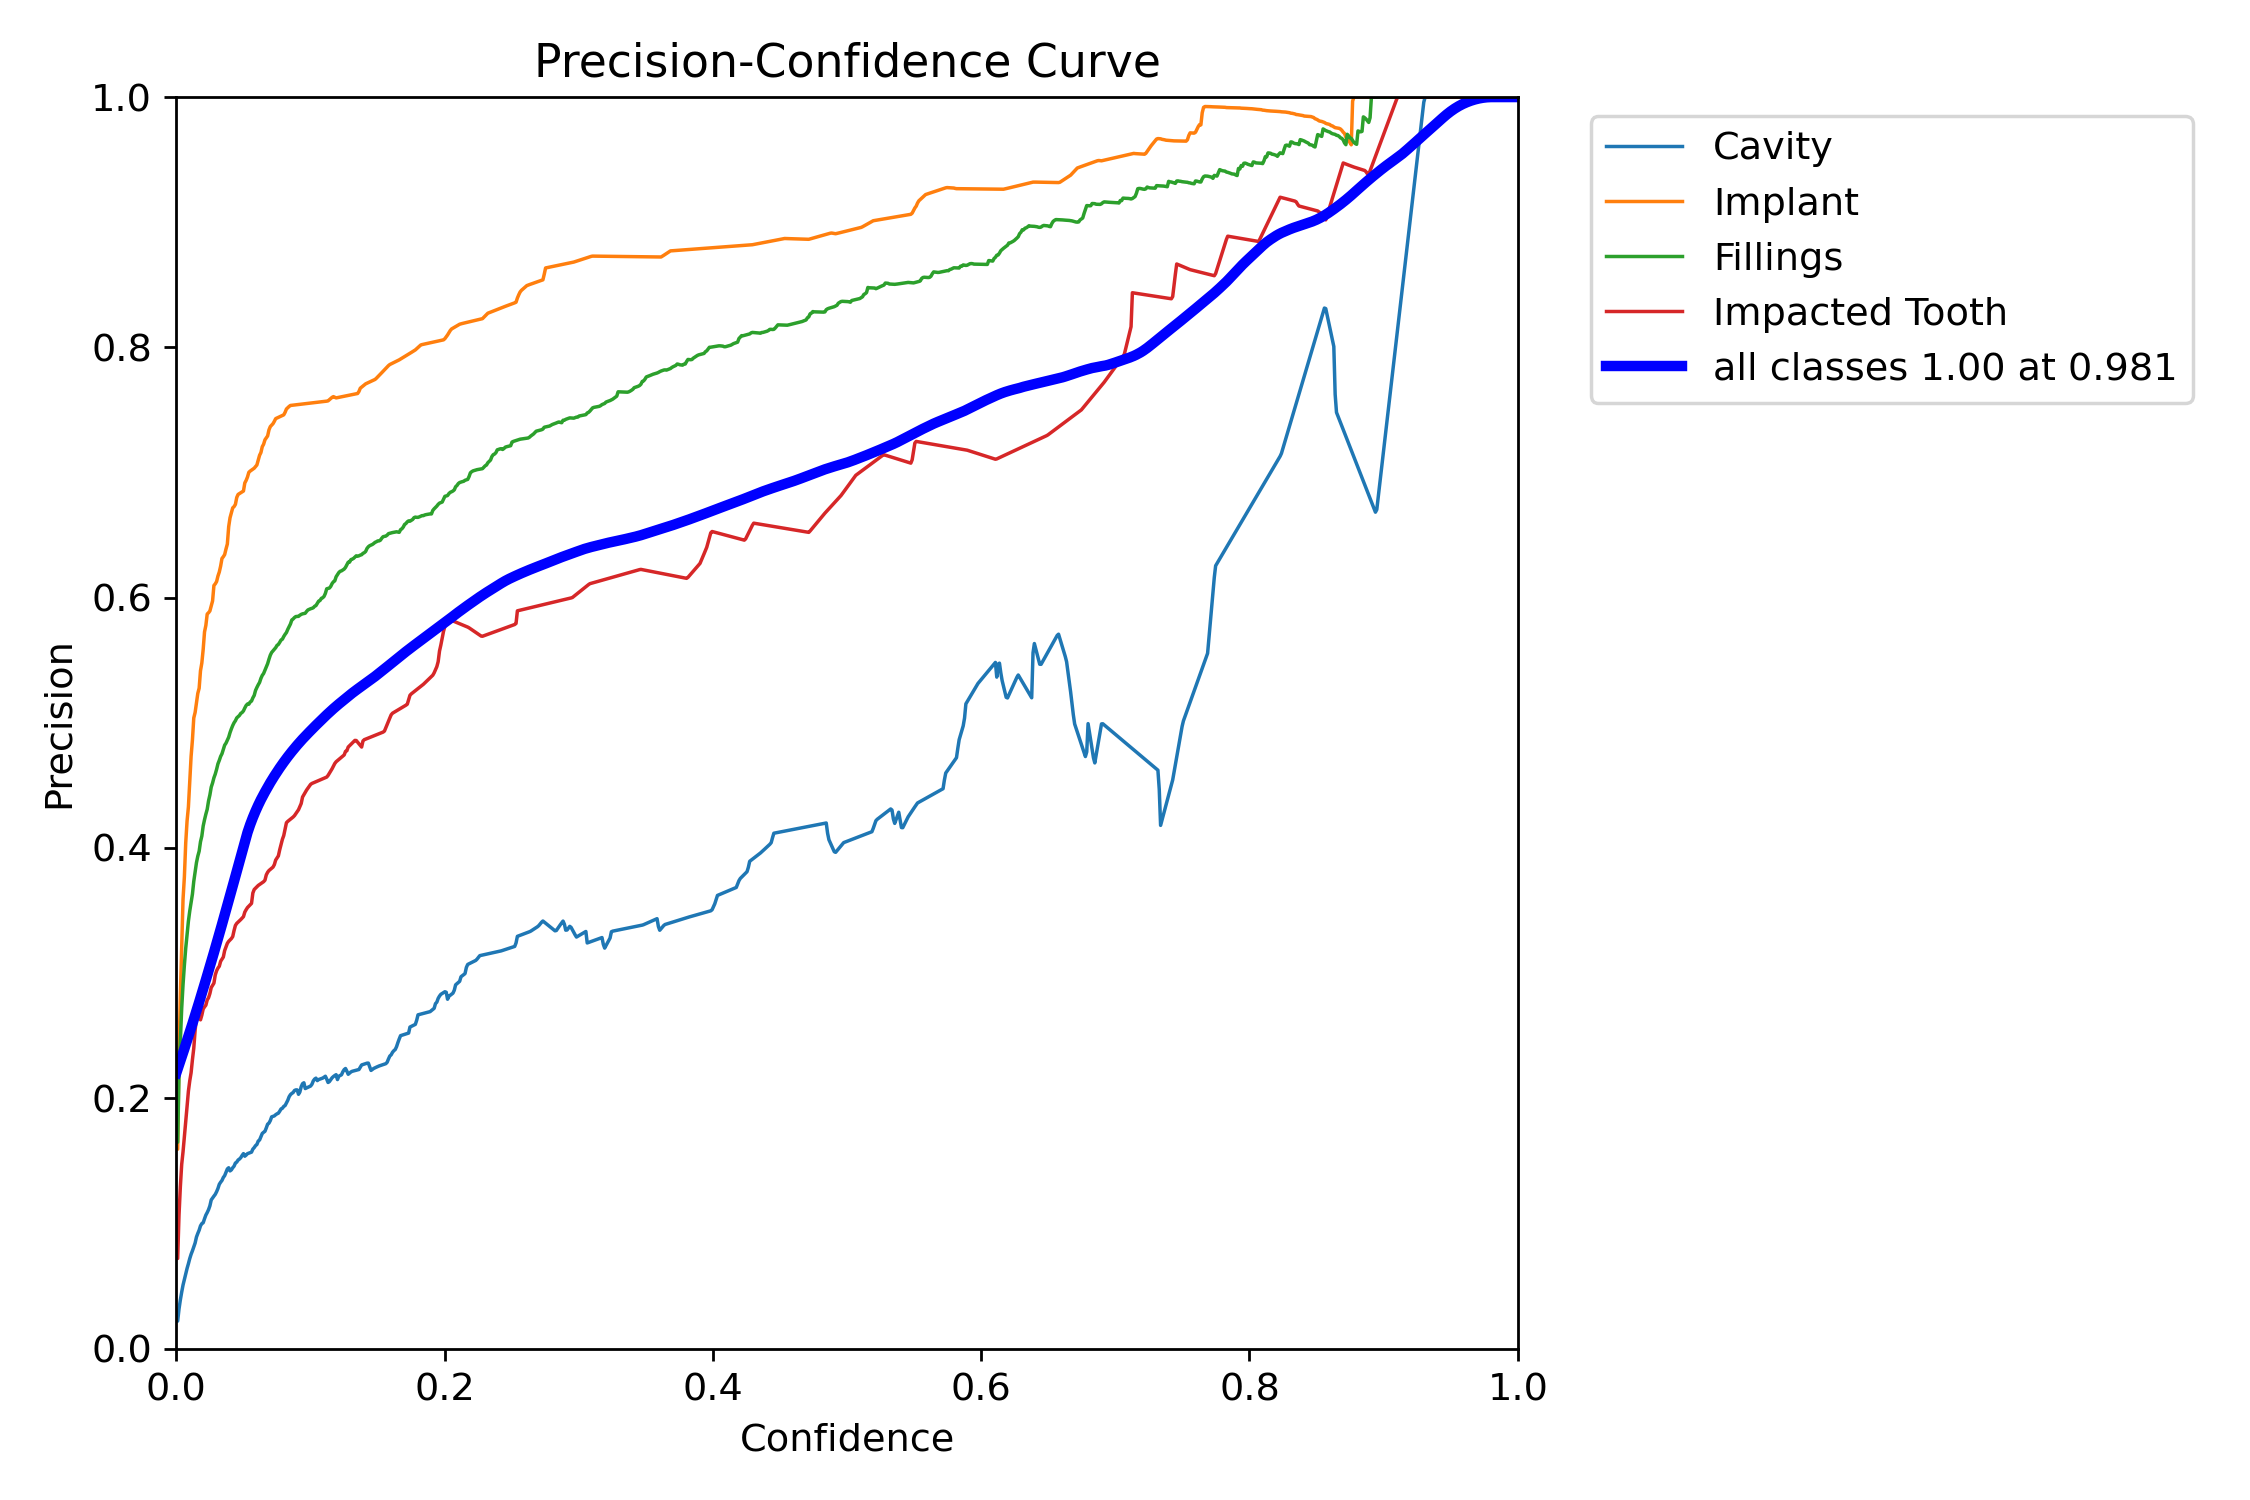 Precision-Confidence Curve
1.0
0.8
0.6
0.4
0.2
0.0
Precision
0.0 0.2 0.4 0.6 0.8 1.0
Confidence
Cavity
Implant
Fillings
Impacted Tooth
all classes 1.00 at 0.981